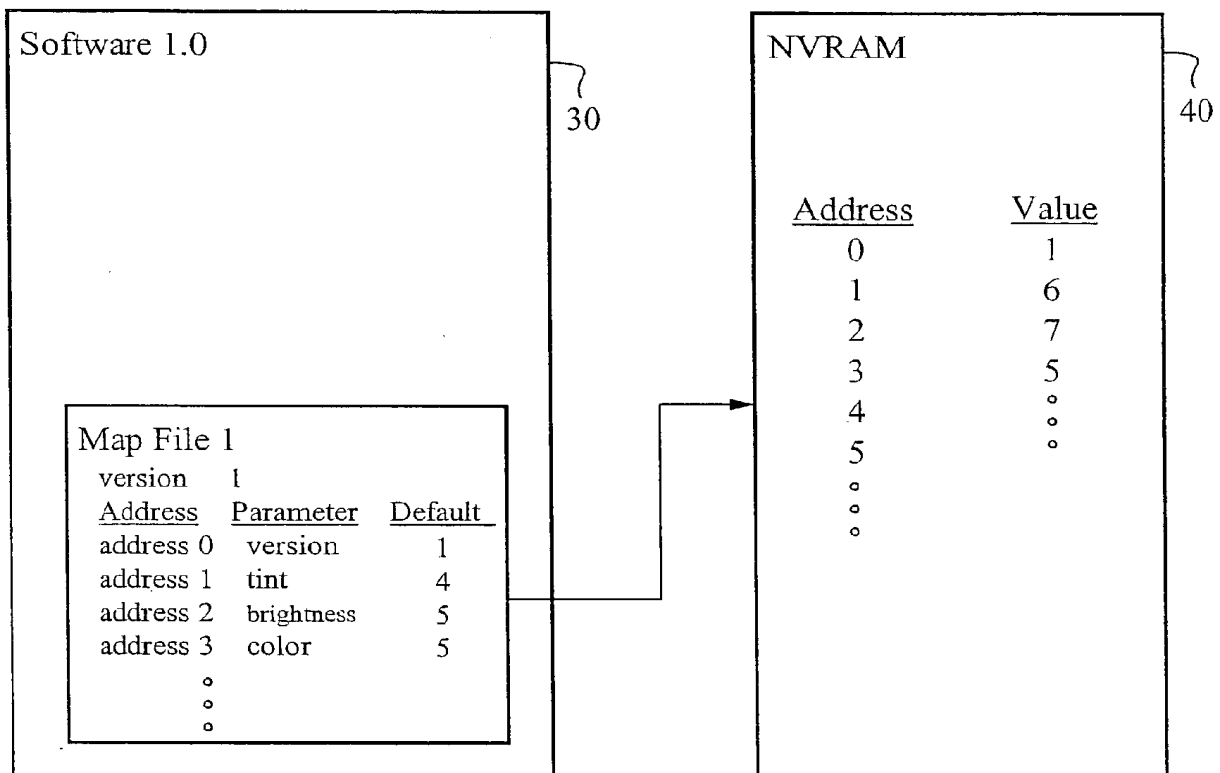 Software 1.0
30
Map File 1
version 1
Address Parameter Default
address 0 version 1
address 1 tint 4
address 2 brightness 5
address 3 color 5
NVRAM
40
Address Value
0 1
1 6
2 7
3 5
4
5